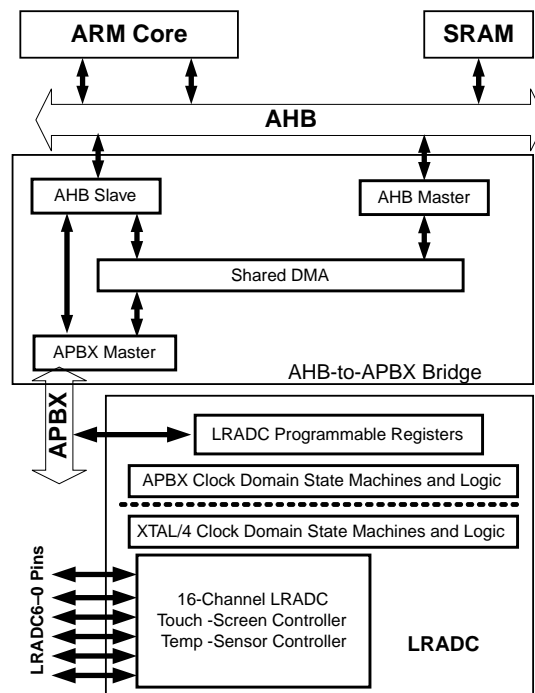 ARM Core
SRAM
AHB
AHB Slave
AHB Master
Shared DMA
APBX Master
AHB-to-APBX Bridge
APBX
LRADC Programmable Registers
APBX Clock Domain State Machines and Logic
XTAL/4 Clock Domain State Machines and Logic
LRADC6–0 Pins
16-Channel LRADC
Touch -Screen Controller
Temp -Sensor Controller
LRADC